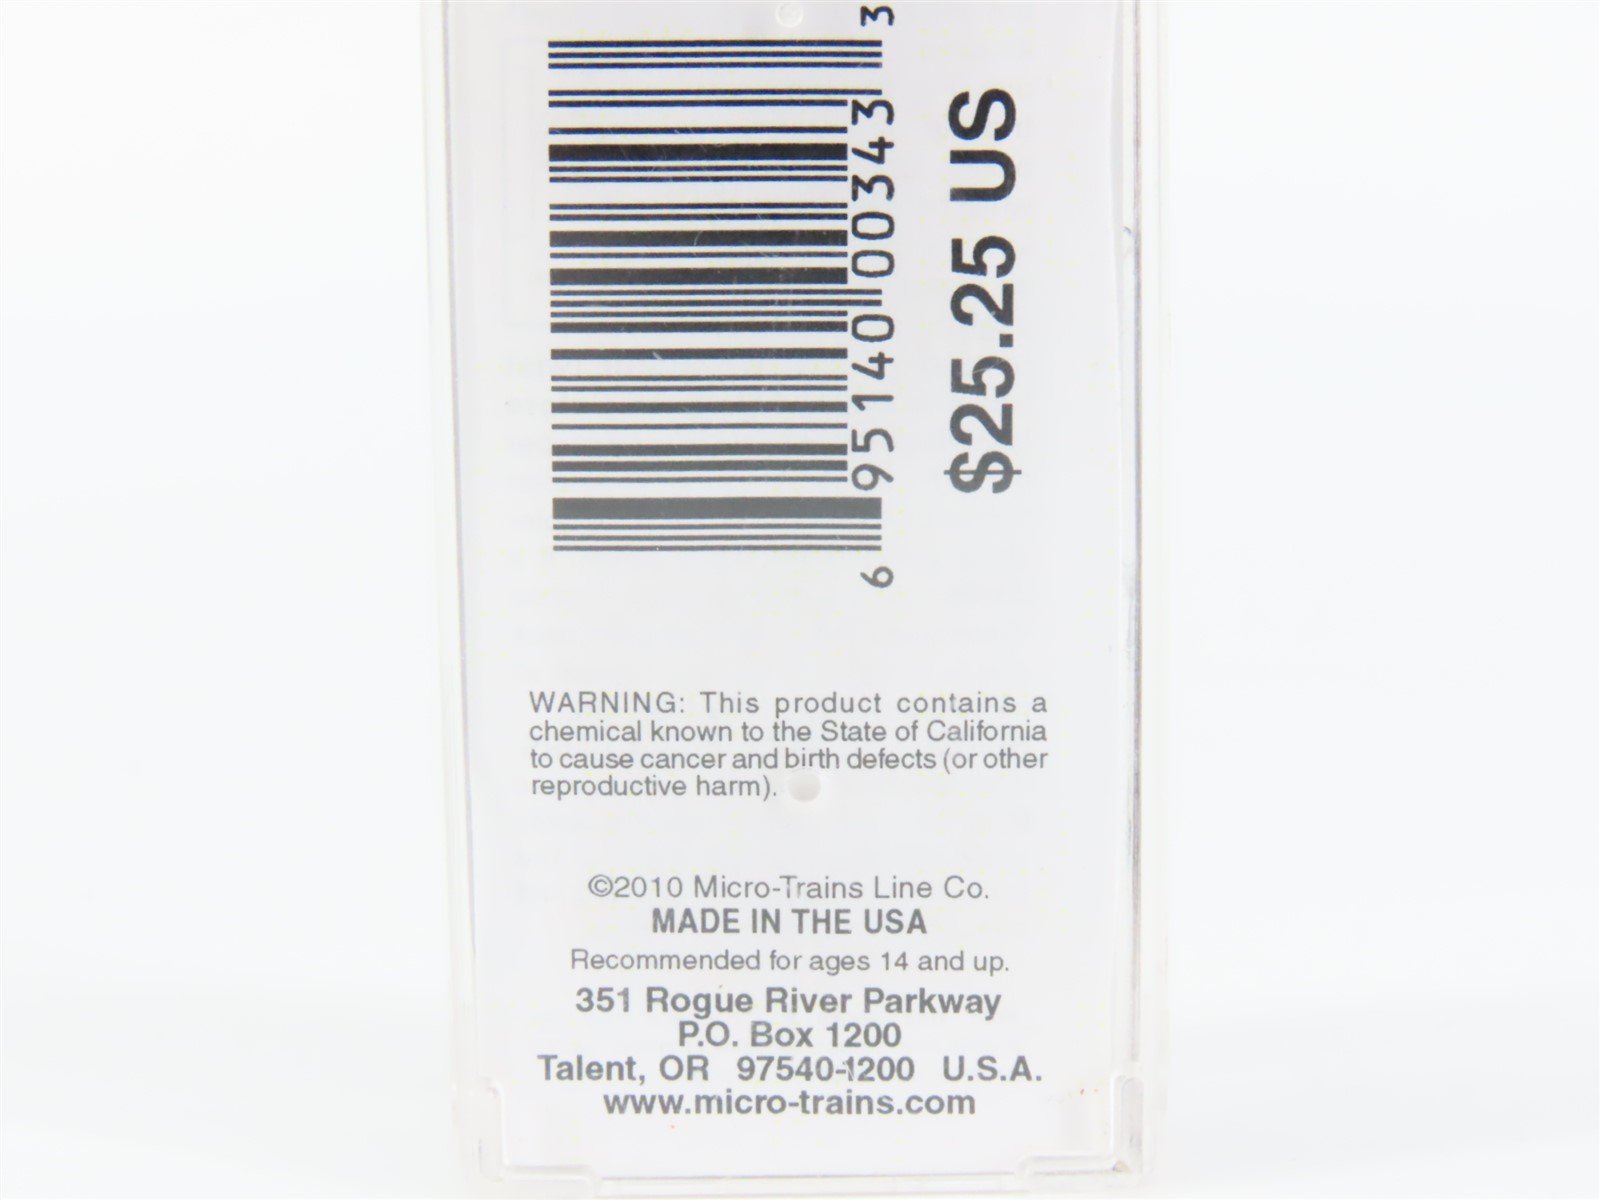 6 95140 00343 3
$25.25 US
WARNING: This product contains a
chemical known to the State of California
to cause cancer and birth defects (or other
reproductive harm).
©2010 Micro-Trains Line Co.
MADE IN THE USA
Recommended for ages 14 and up.
351 Rogue River Parkway
P.O. Box 1200
Talent, OR 97540-1200 U.S.A.
www.micro-trains.com